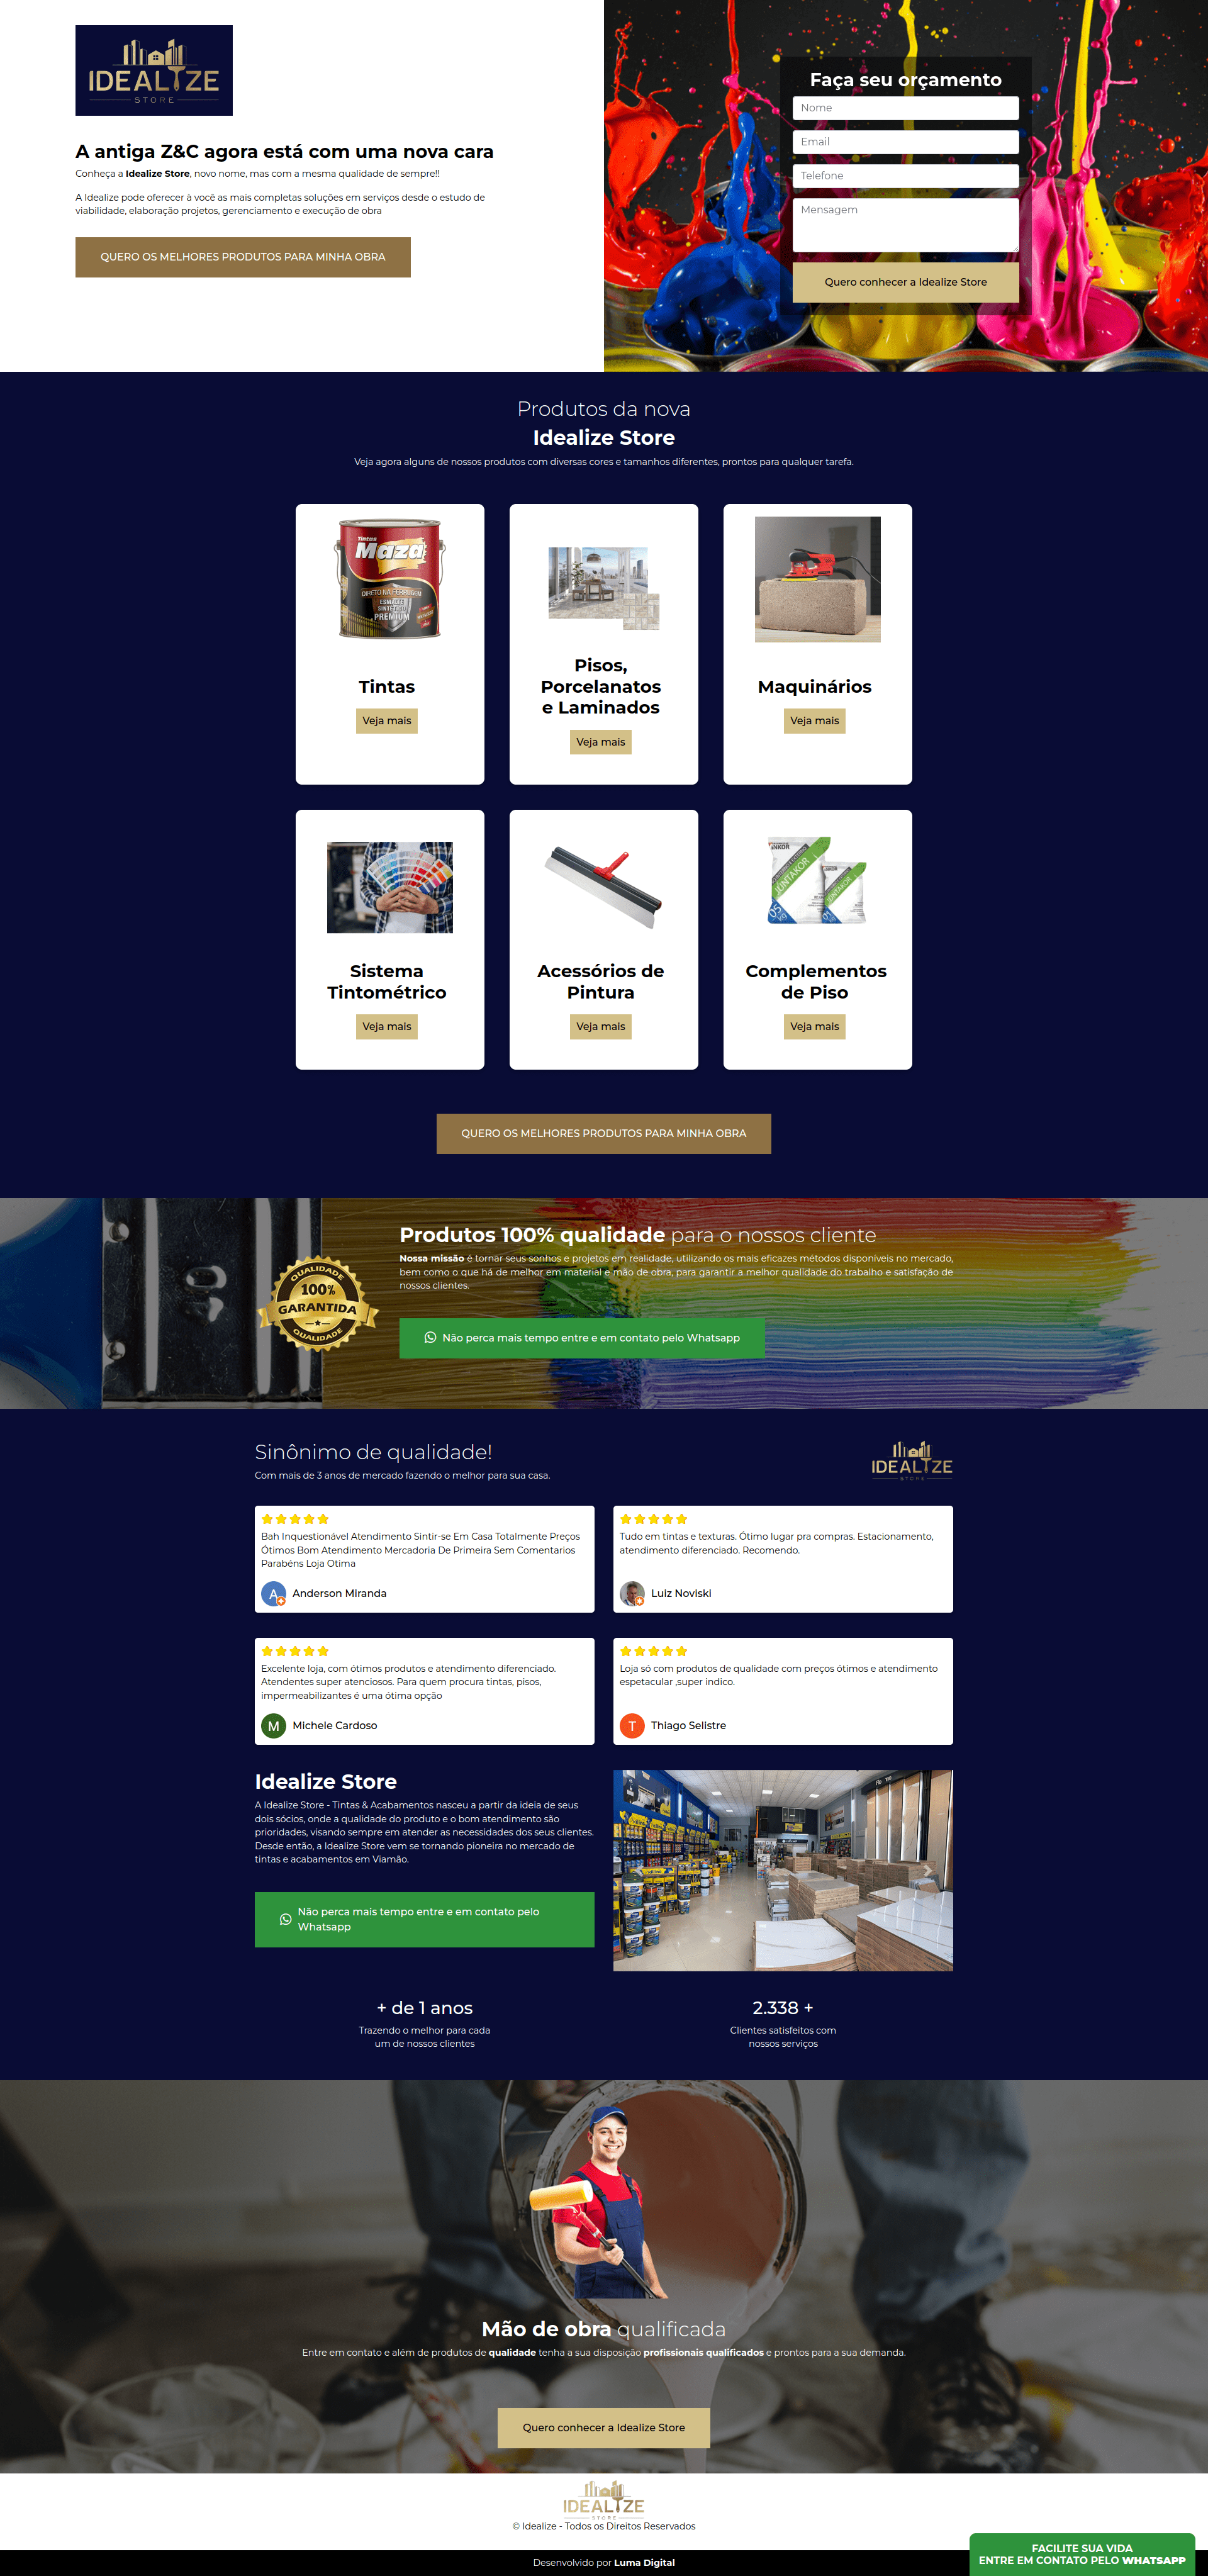 IDEALIZE
STORE
A antiga Z&C agora está com uma nova cara
Conheça a Idealize Store, novo nome, mas com a mesma qualidade de sempre!!
A Idealize pode oferecer à você as mais completas soluções em serviços desde o estudo de
viabilidade, elaboração projetos, gerenciamento e execução de obra
QUERO OS MELHORES PRODUTOS PARA MINHA OBRA
Faça seu orçamento
Nome
Email
Telefone
Mensagem
Quero conhecer a Idealize Store
Produtos da nova
Idealize Store
Veja agora alguns de nossos produtos com diversas cores e tamanhos diferentes, prontos para qualquer tarefa.
Tintas
Maza
DIRETO NA FERRUGEM
ESMALTE
SINTÉTICO
PREMIUM
Tintas
Veja mais
Pisos,
Porcelanatos
e Laminados
Veja mais
Maquinários
Veja mais
Sistema
Tintométrico
Veja mais
Acessórios de
Pintura
Veja mais
JUNTAKOR
05
kg
JUNTAKOR
Complementos
de Piso
Veja mais
QUERO OS MELHORES PRODUTOS PARA MINHA OBRA
QUALIDADE
100%
GARANTIDA
QUALIDADE
Produtos 100% qualidade para o nossos cliente
Nossa missão é tornar seus sonhos e projetos em realidade, utilizando os mais eficazes métodos disponíveis no mercado,
bem como o que há de melhor em material e mão de obra, para garantir a melhor qualidade do trabalho e satisfação de
nossos clientes.
Não perca mais tempo entre e em contato pelo Whatsapp
Sinônimo de qualidade!
Com mais de 3 anos de mercado fazendo o melhor para sua casa.
IDEALIZE
STORE
Bah Inquestionável Atendimento Sintir-se Em Casa Totalmente Preços
Ótimos Bom Atendimento Mercadoria De Primeira Sem Comentarios
Parabéns Loja Otima
A
Anderson Miranda
Tudo em tintas e texturas. Ótimo lugar pra compras. Estacionamento,
atendimento diferenciado. Recomendo.
Luiz Noviski
Excelente loja, com ótimos produtos e atendimento diferenciado.
Atendentes super atenciosos. Para quem procura tintas, pisos,
impermeabilizantes é uma ótima opção
M
Michele Cardoso
Loja só com produtos de qualidade com preços ótimos e atendimento
espetacular ,super indico.
T
Thiago Selistre
Idealize Store
A Idealize Store - Tintas & Acabamentos nasceu a partir da ideia de seus
dois sócios, onde a qualidade do produto e o bom atendimento são
prioridades, visando sempre em atender as necessidades dos seus clientes.
Desde então, a Idealize Store vem se tornando pioneira no mercado de
tintas e acabamentos em Viamão.
Não perca mais tempo entre e em contato pelo
Whatsapp
+ de 1 anos
Trazendo o melhor para cada
um de nossos clientes
2.338 +
Clientes satisfeitos com
nossos serviços
Mão de obra qualificada
Entre em contato e além de produtos de qualidade tenha a sua disposição profissionais qualificados e prontos para a sua demanda.
Quero conhecer a Idealize Store
IDEALIZE
STORE
© Idealize - Todos os Direitos Reservados
Desenvolvido por Luma Digital
FACILITE SUA VIDA
ENTRE EM CONTATO PELO WHATSAPP